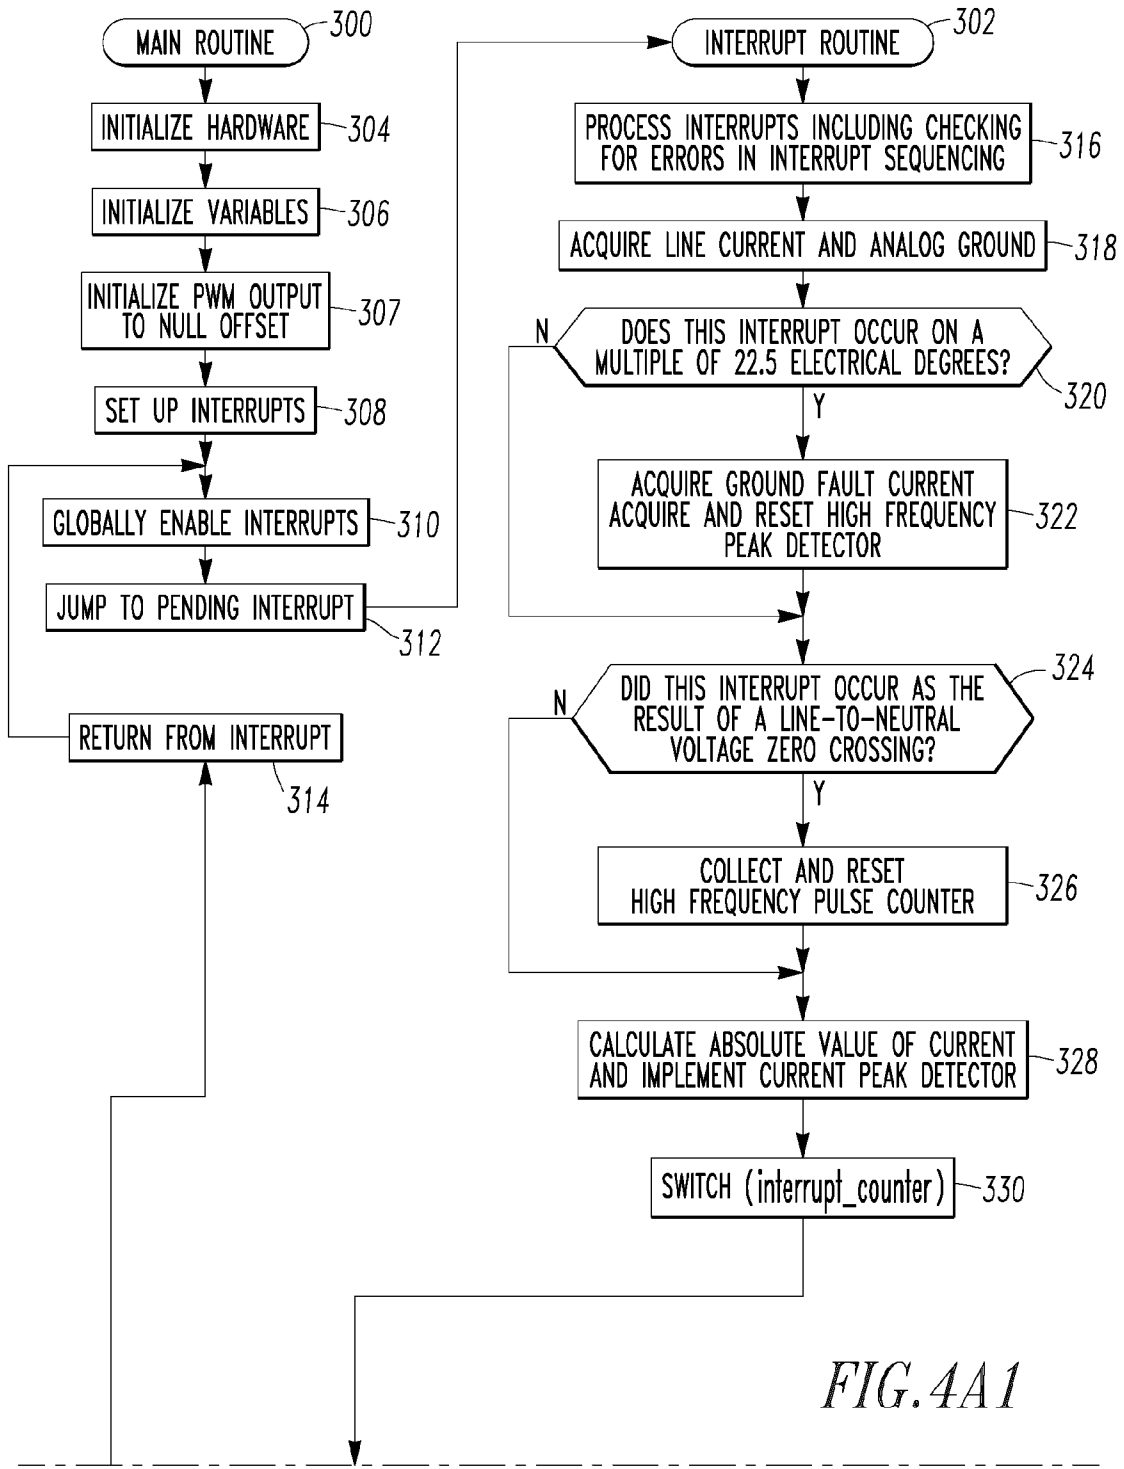 MAIN ROUTINE
300
INITIALIZE HARDWARE
304
INITIALIZE VARIABLES
306
INITIALIZE PWM OUTPUT
TO NULL OFFSET
307
SET UP INTERRUPTS
308
GLOBALLY ENABLE INTERRUPTS
310
JUMP TO PENDING INTERRUPT
312
RETURN FROM INTERRUPT
314
INTERRUPT ROUTINE
302
PROCESS INTERRUPTS INCLUDING CHECKING
FOR ERRORS IN INTERRUPT SEQUENCING
316
ACQUIRE LINE CURRENT AND ANALOG GROUND
318
N
DOES THIS INTERRUPT OCCUR ON A
MULTIPLE OF 22.5 ELECTRICAL DEGREES?
320
Y
ACQUIRE GROUND FAULT CURRENT
ACQUIRE AND RESET HIGH FREQUENCY
PEAK DETECTOR
322
N
DID THIS INTERRUPT OCCUR AS THE
RESULT OF A LINE-TO-NEUTRAL
VOLTAGE ZERO CROSSING?
324
Y
COLLECT AND RESET
HIGH FREQUENCY PULSE COUNTER
326
CALCULATE ABSOLUTE VALUE OF CURRENT
AND IMPLEMENT CURRENT PEAK DETECTOR
328
SWITCH (interrupt_counter)
330
FIG.4A1